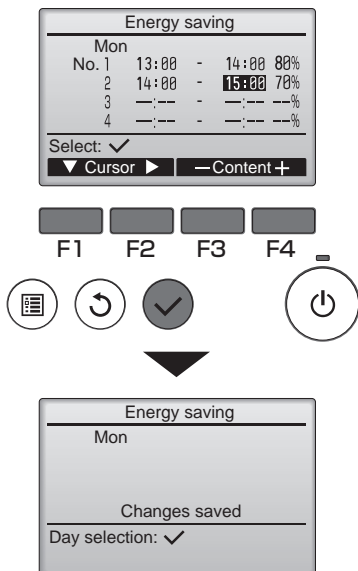 Energy saving
Mon
No. 1 13:00 - 14:00 80%
2 14:00 - 15:00 70%
3 —:-- - —:-- --%
4 —:-- - —:-- --%
Select: ✓
▼ Cursor ▶ —Content+
F1 F2 F3 F4
Energy saving
Mon
Changes saved
Day selection: ✓